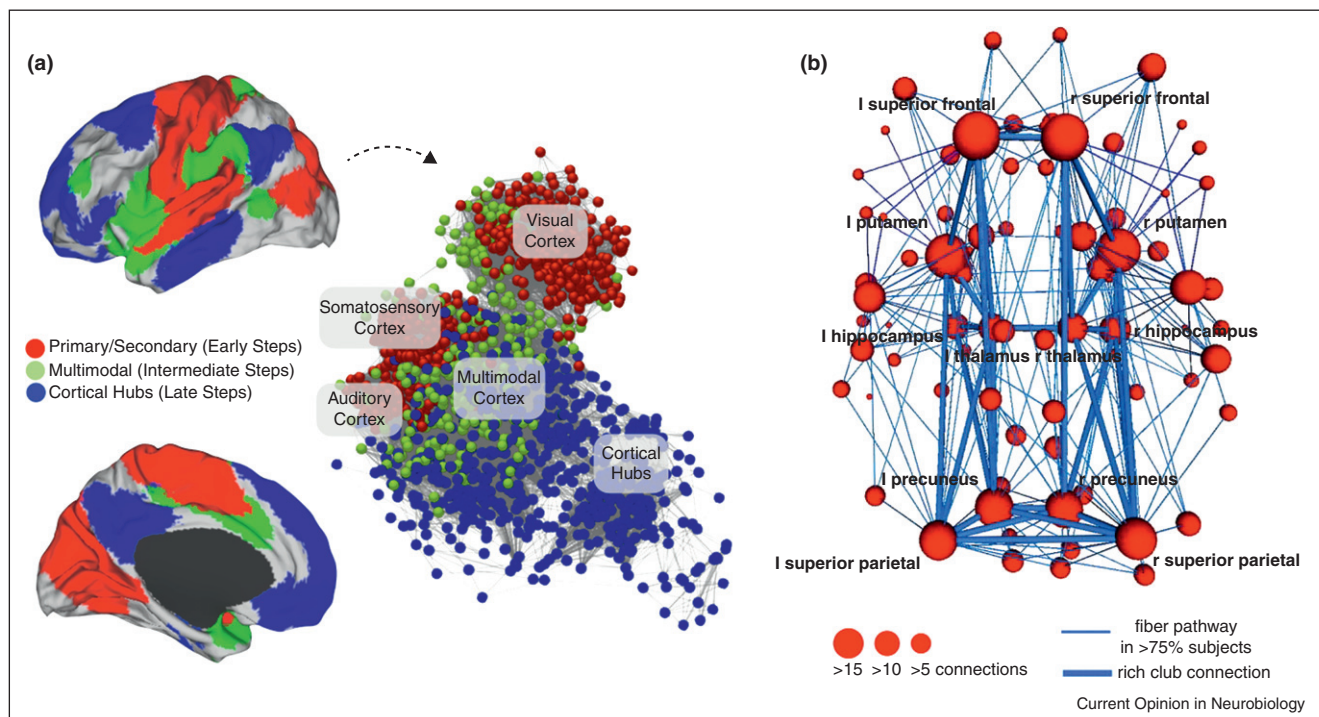 (a)
Visual
Cortex
Somatosensory
Cortex
Primary/Secondary (Early Steps)
Multimodal (Intermediate Steps)
Cortical Hubs (Late Steps)
Multimodal
Cortex
Auditory
Cortex
Cortical
Hubs
(b)
l superior frontal
r superior frontal
l putamen
r putamen
l hippocampus
r hippocampus
l thalamus
r thalamus
l precuneus
r precuneus
l superior parietal
r superior parietal
>15 >10 >5 connections
fiber pathway
in >75% subjects
rich club connection
Current Opinion in Neurobiology